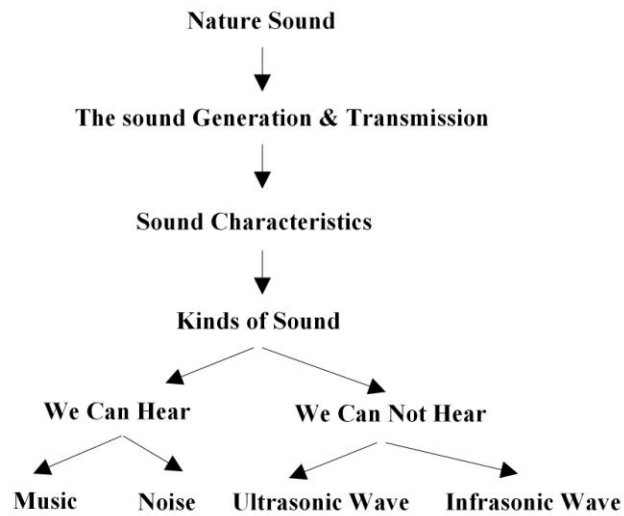 Nature Sound
The sound Generation & Transmission
Sound Characteristics
Kinds of Sound
We Can Hear
We Can Not Hear
Music
Noise
Ultrasonic Wave
Infrasonic Wave